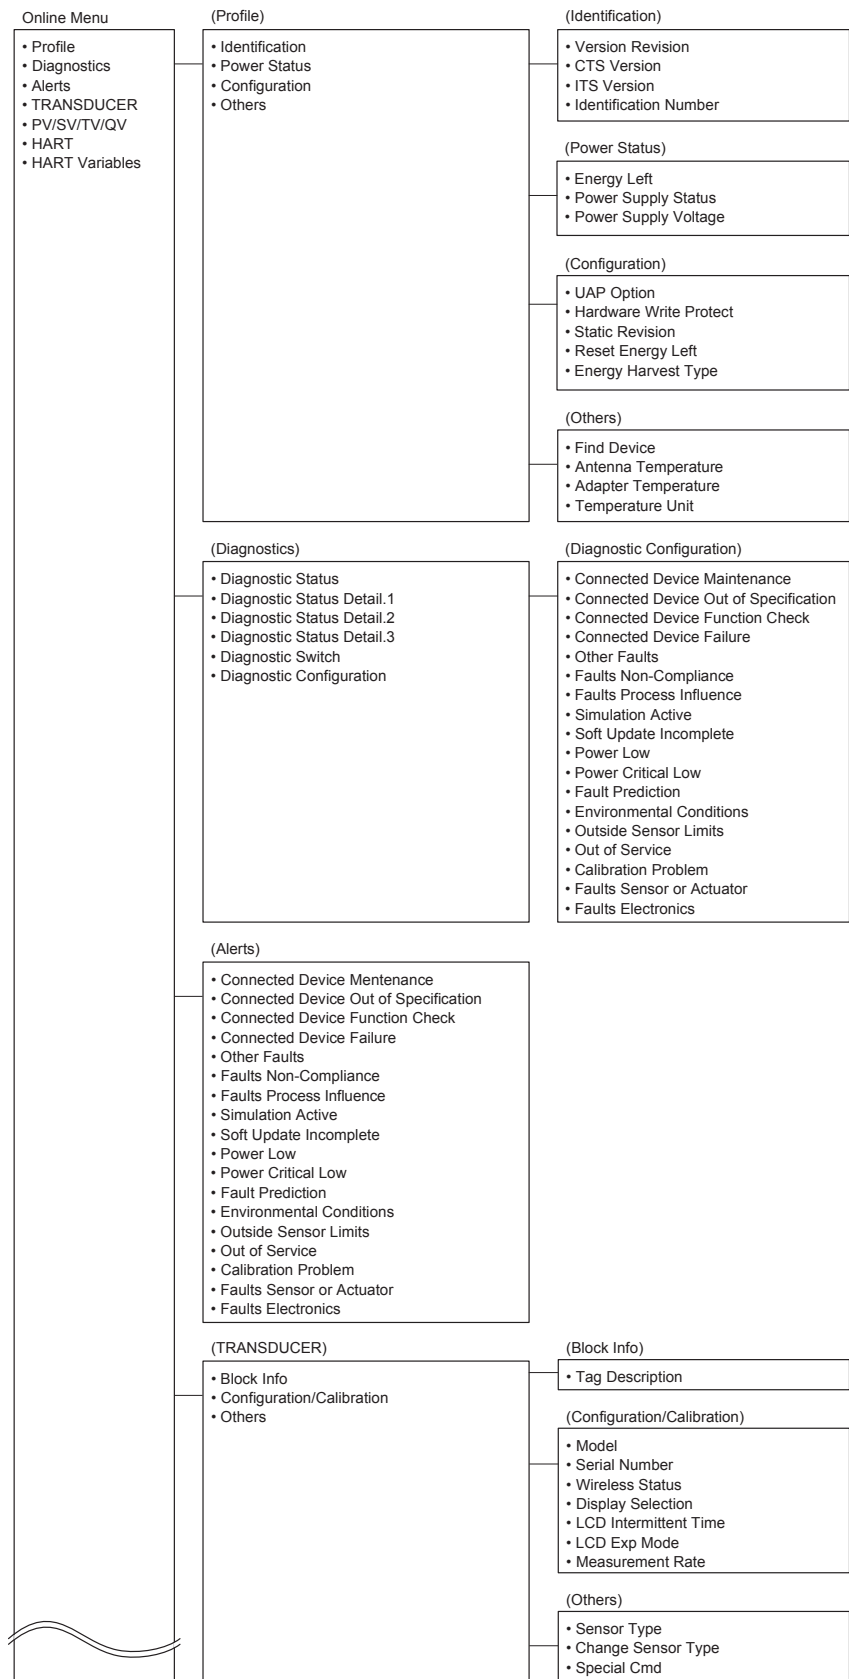 Online Menu
• Profile
• Diagnostics
• Alerts
• TRANSDUCER
• PV/SV/TV/QV
• HART
• HART Variables
(Profile)
• Identification
• Power Status
• Configuration
• Others
(Identification)
• Version Revision
• CTS Version
• ITS Version
• Identification Number
(Power Status)
• Energy Left
• Power Supply Status
• Power Supply Voltage
(Configuration)
• UAP Option
• Hardware Write Protect
• Static Revision
• Reset Energy Left
• Energy Harvest Type
(Others)
• Find Device
• Antenna Temperature
• Adapter Temperature
• Temperature Unit
(Diagnostics)
• Diagnostic Status
• Diagnostic Status Detail.1
• Diagnostic Status Detail.2
• Diagnostic Status Detail.3
• Diagnostic Switch
• Diagnostic Configuration
(Diagnostic Configuration)
• Connected Device Maintenance
• Connected Device Out of Specification
• Connected Device Function Check
• Connected Device Failure
• Other Faults
• Faults Non-Compliance
• Faults Process Influence
• Simulation Active
• Soft Update Incomplete
• Power Low
• Power Critical Low
• Fault Prediction
• Environmental Conditions
• Outside Sensor Limits
• Out of Service
• Calibration Problem
• Faults Sensor or Actuator
• Faults Electronics
(Alerts)
• Connected Device Mentenance
• Connected Device Out of Specification
• Connected Device Function Check
• Connected Device Failure
• Other Faults
• Faults Non-Compliance
• Faults Process Influence
• Simulation Active
• Soft Update Incomplete
• Power Low
• Power Critical Low
• Fault Prediction
• Environmental Conditions
• Outside Sensor Limits
• Out of Service
• Calibration Problem
• Faults Sensor or Actuator
• Faults Electronics
(TRANSDUCER)
• Block Info
• Configuration/Calibration
• Others
(Block Info)
• Tag Description
(Configuration/Calibration)
• Model
• Serial Number
• Wireless Status
• Display Selection
• LCD Intermittent Time
• LCD Exp Mode
• Measurement Rate
(Others)
• Sensor Type
• Change Sensor Type
• Special Cmd